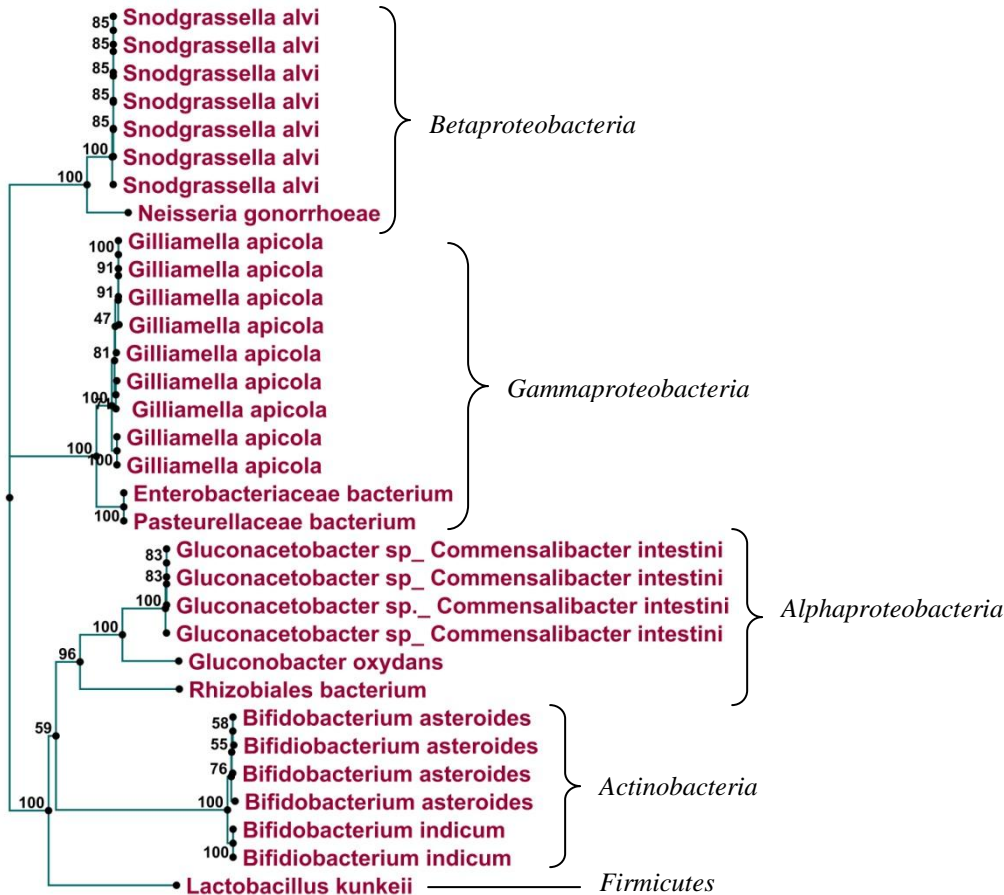 85 Snodgrassella alvi
85 Snodgrassella alvi
85 Snodgrassella alvi
85 Snodgrassella alvi
85 Snodgrassella alvi
Betaproteobacteria
100 Snodgrassella alvi
100 Snodgrassella alvi
Neisseria gonorrhoeae
100 Gilliamella apicola
91 Gilliamella apicola
91 Gilliamella apicola
47 Gilliamella apicola
81 Gilliamella apicola
Gilliamella apicola
Gammaproteobacteria
Gilliamella apicola
100 Gilliamella apicola
100 Gilliamella apicola
Enterobacteriaceae bacterium
100 Pasteurellaceae bacterium
83 Gluconacetobacter sp_ Commensalibacter intestini
83 Gluconacetobacter sp_ Commensalibacter intestini
100 Gluconacetobacter sp._ Commensalibacter intestini
Alphaproteobacteria
100 Gluconacetobacter sp_ Commensalibacter intestini
96 Gluconobacter oxydans
Rhizobiales bacterium
58 Bifidobacterium asteroides
59 55 Bifidiobacterium asteroides
76 Bifidobacterium asteroides
Actinobacteria
100 100 Bifidobacterium asteroides
Bifidobacterium indicum
100 Bifidiobacterium indicum
Lactobacillus kunkeii Firmicutes